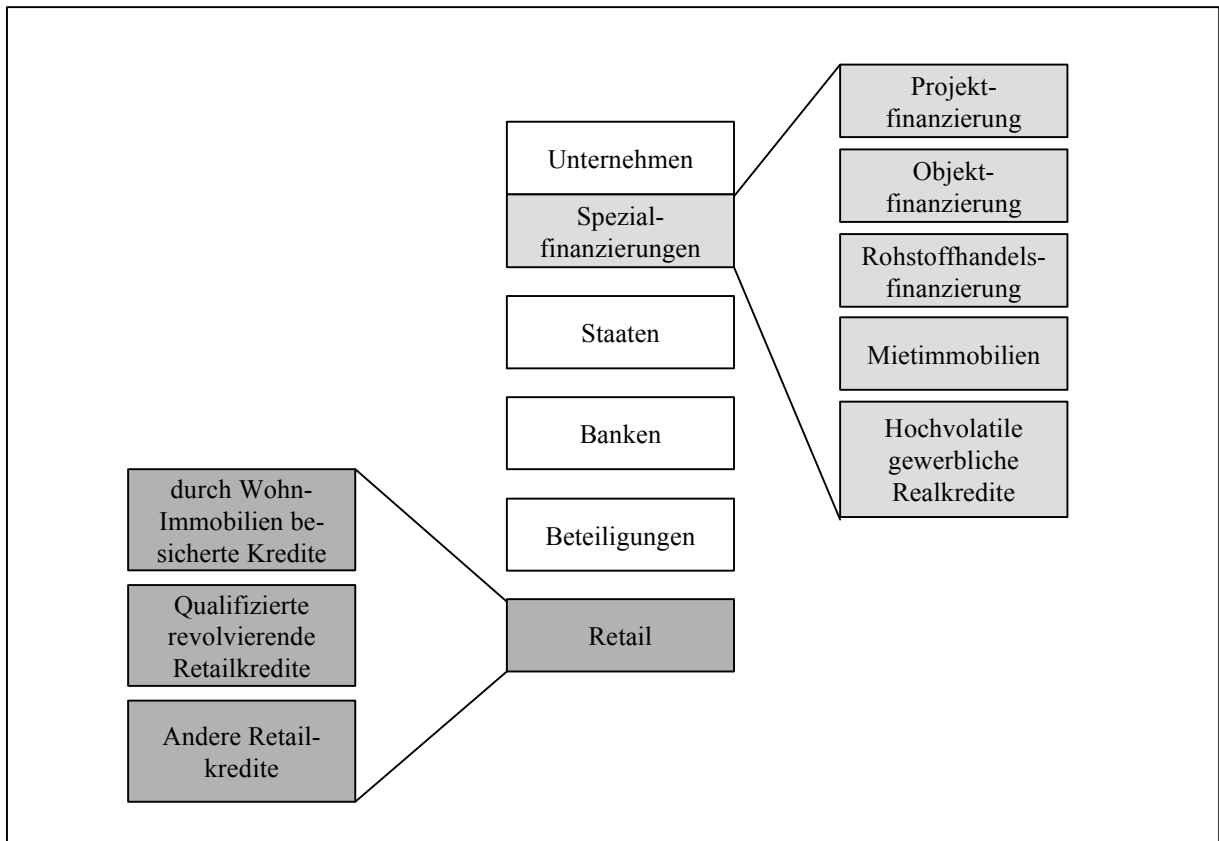 Projekt-
finanzierung
Unternehmen
Objekt-
finanzierung
Spezial-
finanzierungen
Rohstoffhandels-
finanzierung
Staaten
Mietimmobilien
Banken
Hochvolatile
gewerbliche
Realkredite
durch Wohn-
Immobilien be-
sicherte Kredite
Beteiligungen
Qualifizierte
revolvierende
Retailkredite
Retail
Andere Retail-
kredite